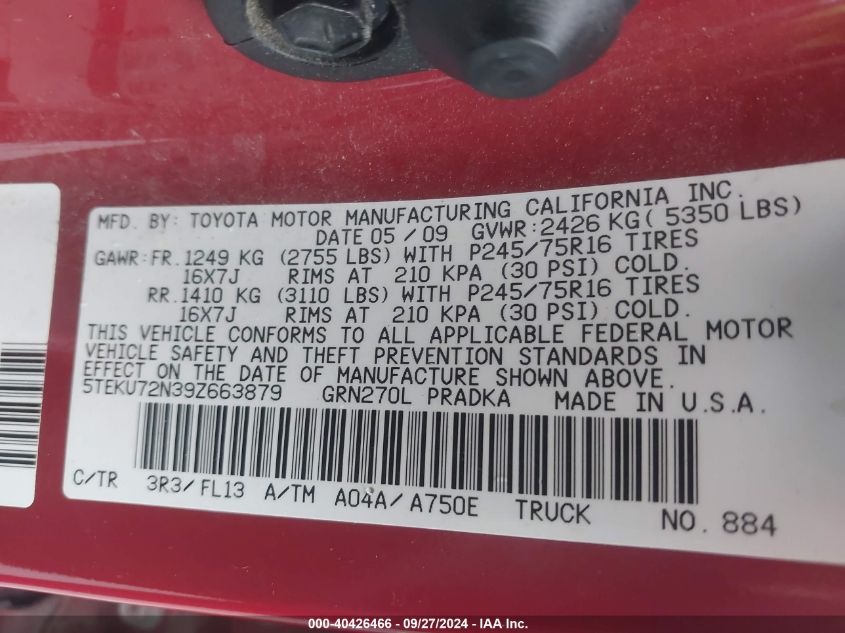 MFD. BY: TOYOTA MOTOR MANUFACTURING CALIFORNIA INC.
DATE 05/09 GVWR:2426 KG( 5350 LBS)
GAWR:FR.1249 KG (2755 LBS) WITH P245/75R16 TIRES
16X7J RIMS AT 210 KPA (30 PSI) COLD.
RR.1410 KG (3110 LBS) WITH P245/75R16 TIRES
16X7J RIMS AT 210 KPA (30 PSI) COLD.
THIS VEHICLE CONFORMS TO ALL APPLICABLE FEDERAL MOTOR
VEHICLE SAFETY AND THEFT PREVENTION STANDARDS IN
EFFECT ON THE DATE OF MANUFACTURE SHOWN ABOVE.
5TEKU72N39Z663879 GRN270L PRADKA MADE IN U.S.A.
C/TR 3R3/FL13 A/TM A04A/A750E TRUCK NO. 884
000-40426466 - 09/27/2024 - IAA Inc.